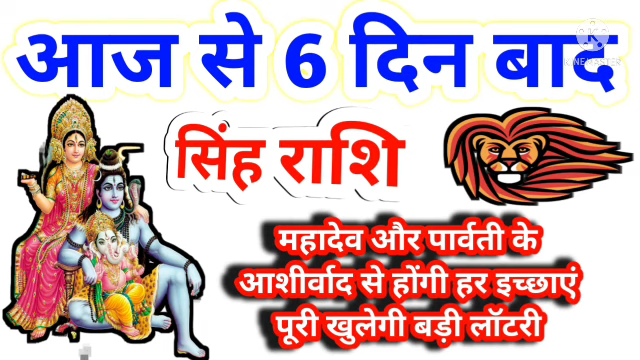 आज से 6 दिन बाद
सिंह राशि
महादेव और पार्वती के
आशीर्वाद से होंगी हर इच्छाएं
पूरी खुलेगी बड़ी लॉटरी